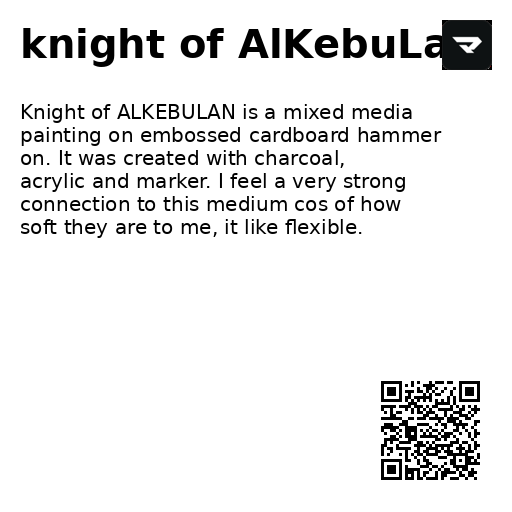 knight of AlKebuLa
Knight of ALKEBULAN is a mixed media
painting on embossed cardboard hammer
on. It was created with charcoal,
acrylic and marker. I feel a very strong
connection to this medium cos of how
soft they are to me, it like flexible.